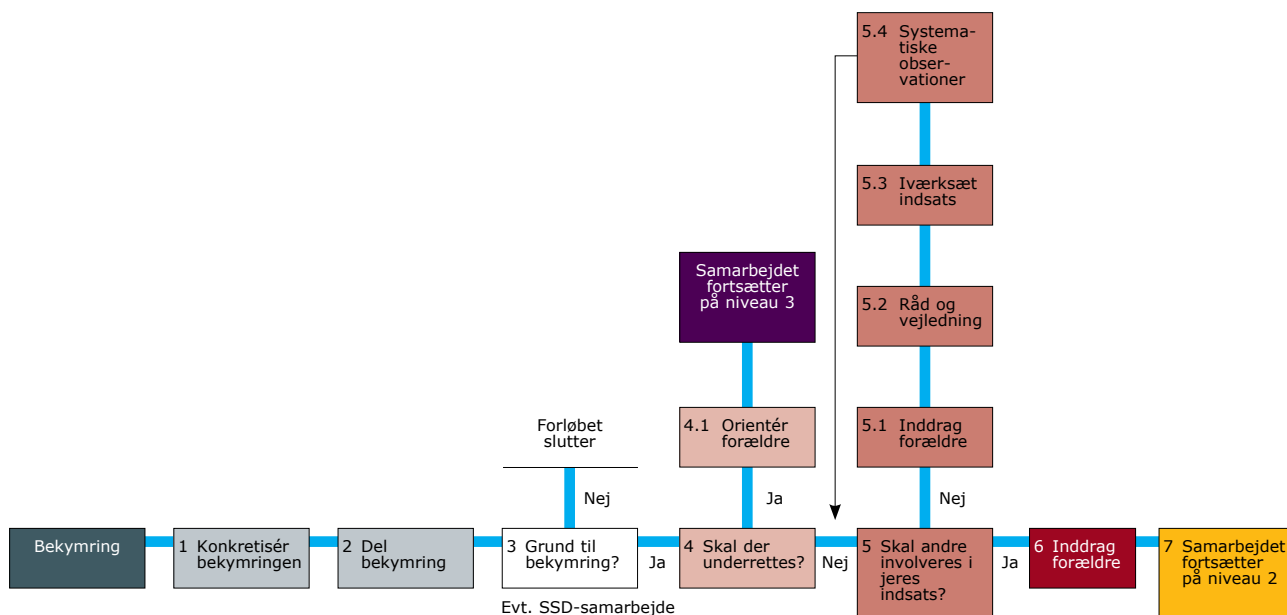 5.4 Systema-
tiske
obser-
vationer
5.3 Iværksæt
indsats
Samarbejdet
fortsætter
på niveau 3
5.2 Råd og
vejledning
Forløbet
slutter
4.1 Orientér
forældre
5.1 Inddrag
forældre
Nej
Ja
Nej
Bekymring
1 Konkretisér
bekymringen
2 Del
bekymring
3 Grund til
bekymring?
Ja
4 Skal der
underrettes?
Nej
5 Skal andre
involveres i
jeres
indsats?
Ja
6 Inddrag
forældre
7 Samarbejdet
fortsætter
på niveau 2
Evt. SSD-samarbejde